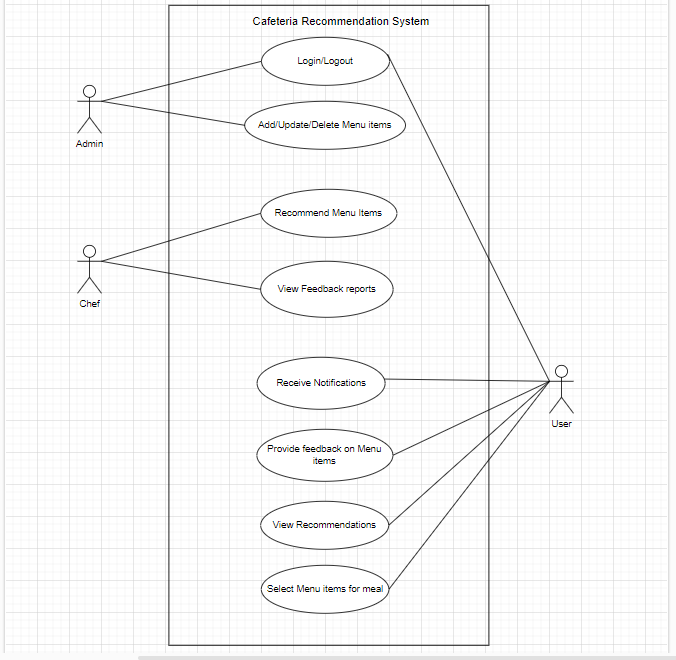 Cafeteria Recommendation System
Login/Logout
Add/Update/Delete Menu items
Admin
Recommend Menu Items
View Feedback reports
Chef
Receive Notifications
User
Provide feedback on Menu
items
View Recommendations
Select Menu items for meal